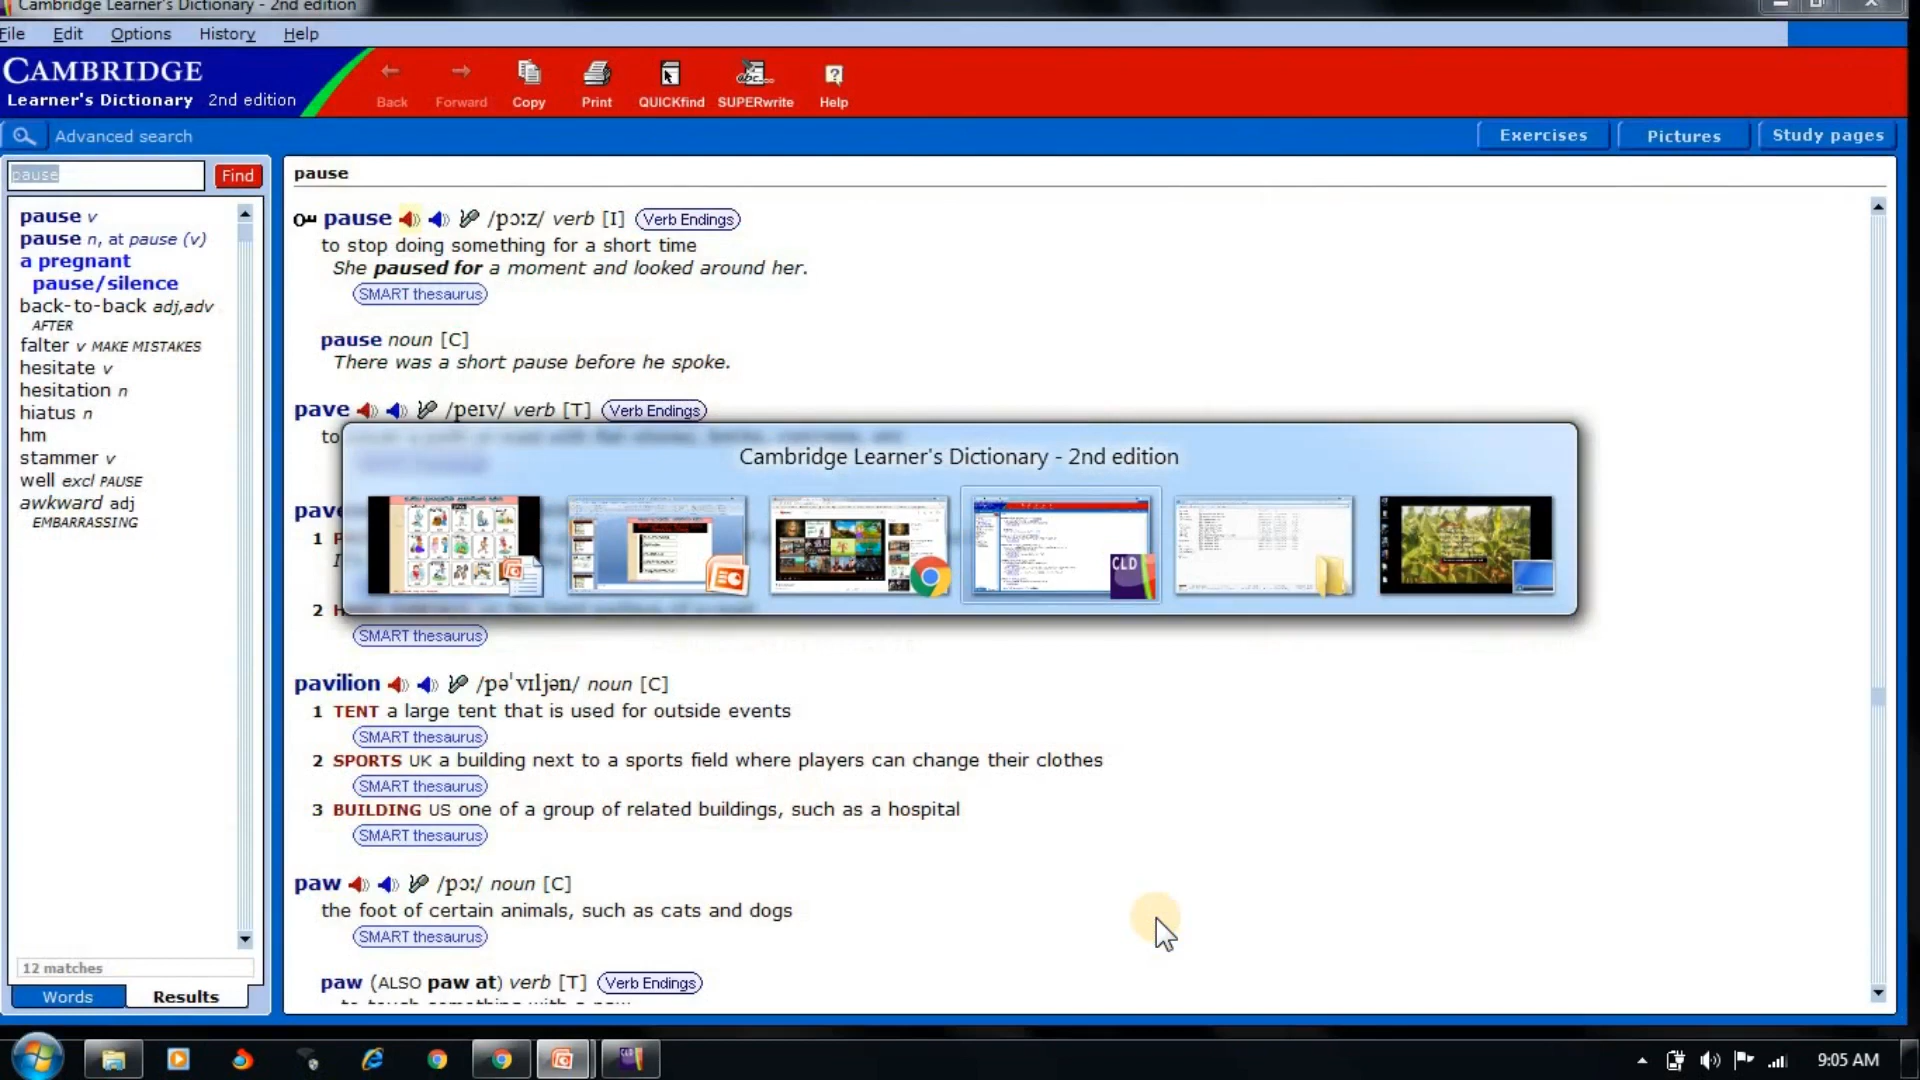 Cambridge Learner's Dictionary - 2nd edition
File Edit Options History Help
CAMBRIDGE
Learner's Dictionary 2nd edition
Back Forward Copy Print QUICKfind SUPERwrite Help
Advanced search
Exercises Pictures Study pages
pause Find
pause v
pause n, at pause (v)
a pregnant
pause/silence
back-to-back adj,adv
AFTER
falter v MAKE MISTAKES
hesitate v
hesitation n
hiatus n
hm
stammer v
well excl PAUSE
awkward adj
EMBARRASSING
12 matches
Words Results
pause
pause /pɔːz/ verb [I] Verb Endings
to stop doing something for a short time
She paused for a moment and looked around her.
SMART thesaurus
pause noun [C]
There was a short pause before he spoke.
pave /peɪv/ verb [T] Verb Endings
to
Cambridge Learner's Dictionary - 2nd edition
1
CLD
2
SMART thesaurus
pavilion /pəˈvɪljən/ noun [C]
1 TENT a large tent that is used for outside events
SMART thesaurus
2 SPORTS UK a building next to a sports field where players can change their clothes
SMART thesaurus
3 BUILDING US one of a group of related buildings, such as a hospital
SMART thesaurus
paw /pɔː/ noun [C]
the foot of certain animals, such as cats and dogs
SMART thesaurus
paw (ALSO paw at) verb [T] Verb Endings
9:05 AM